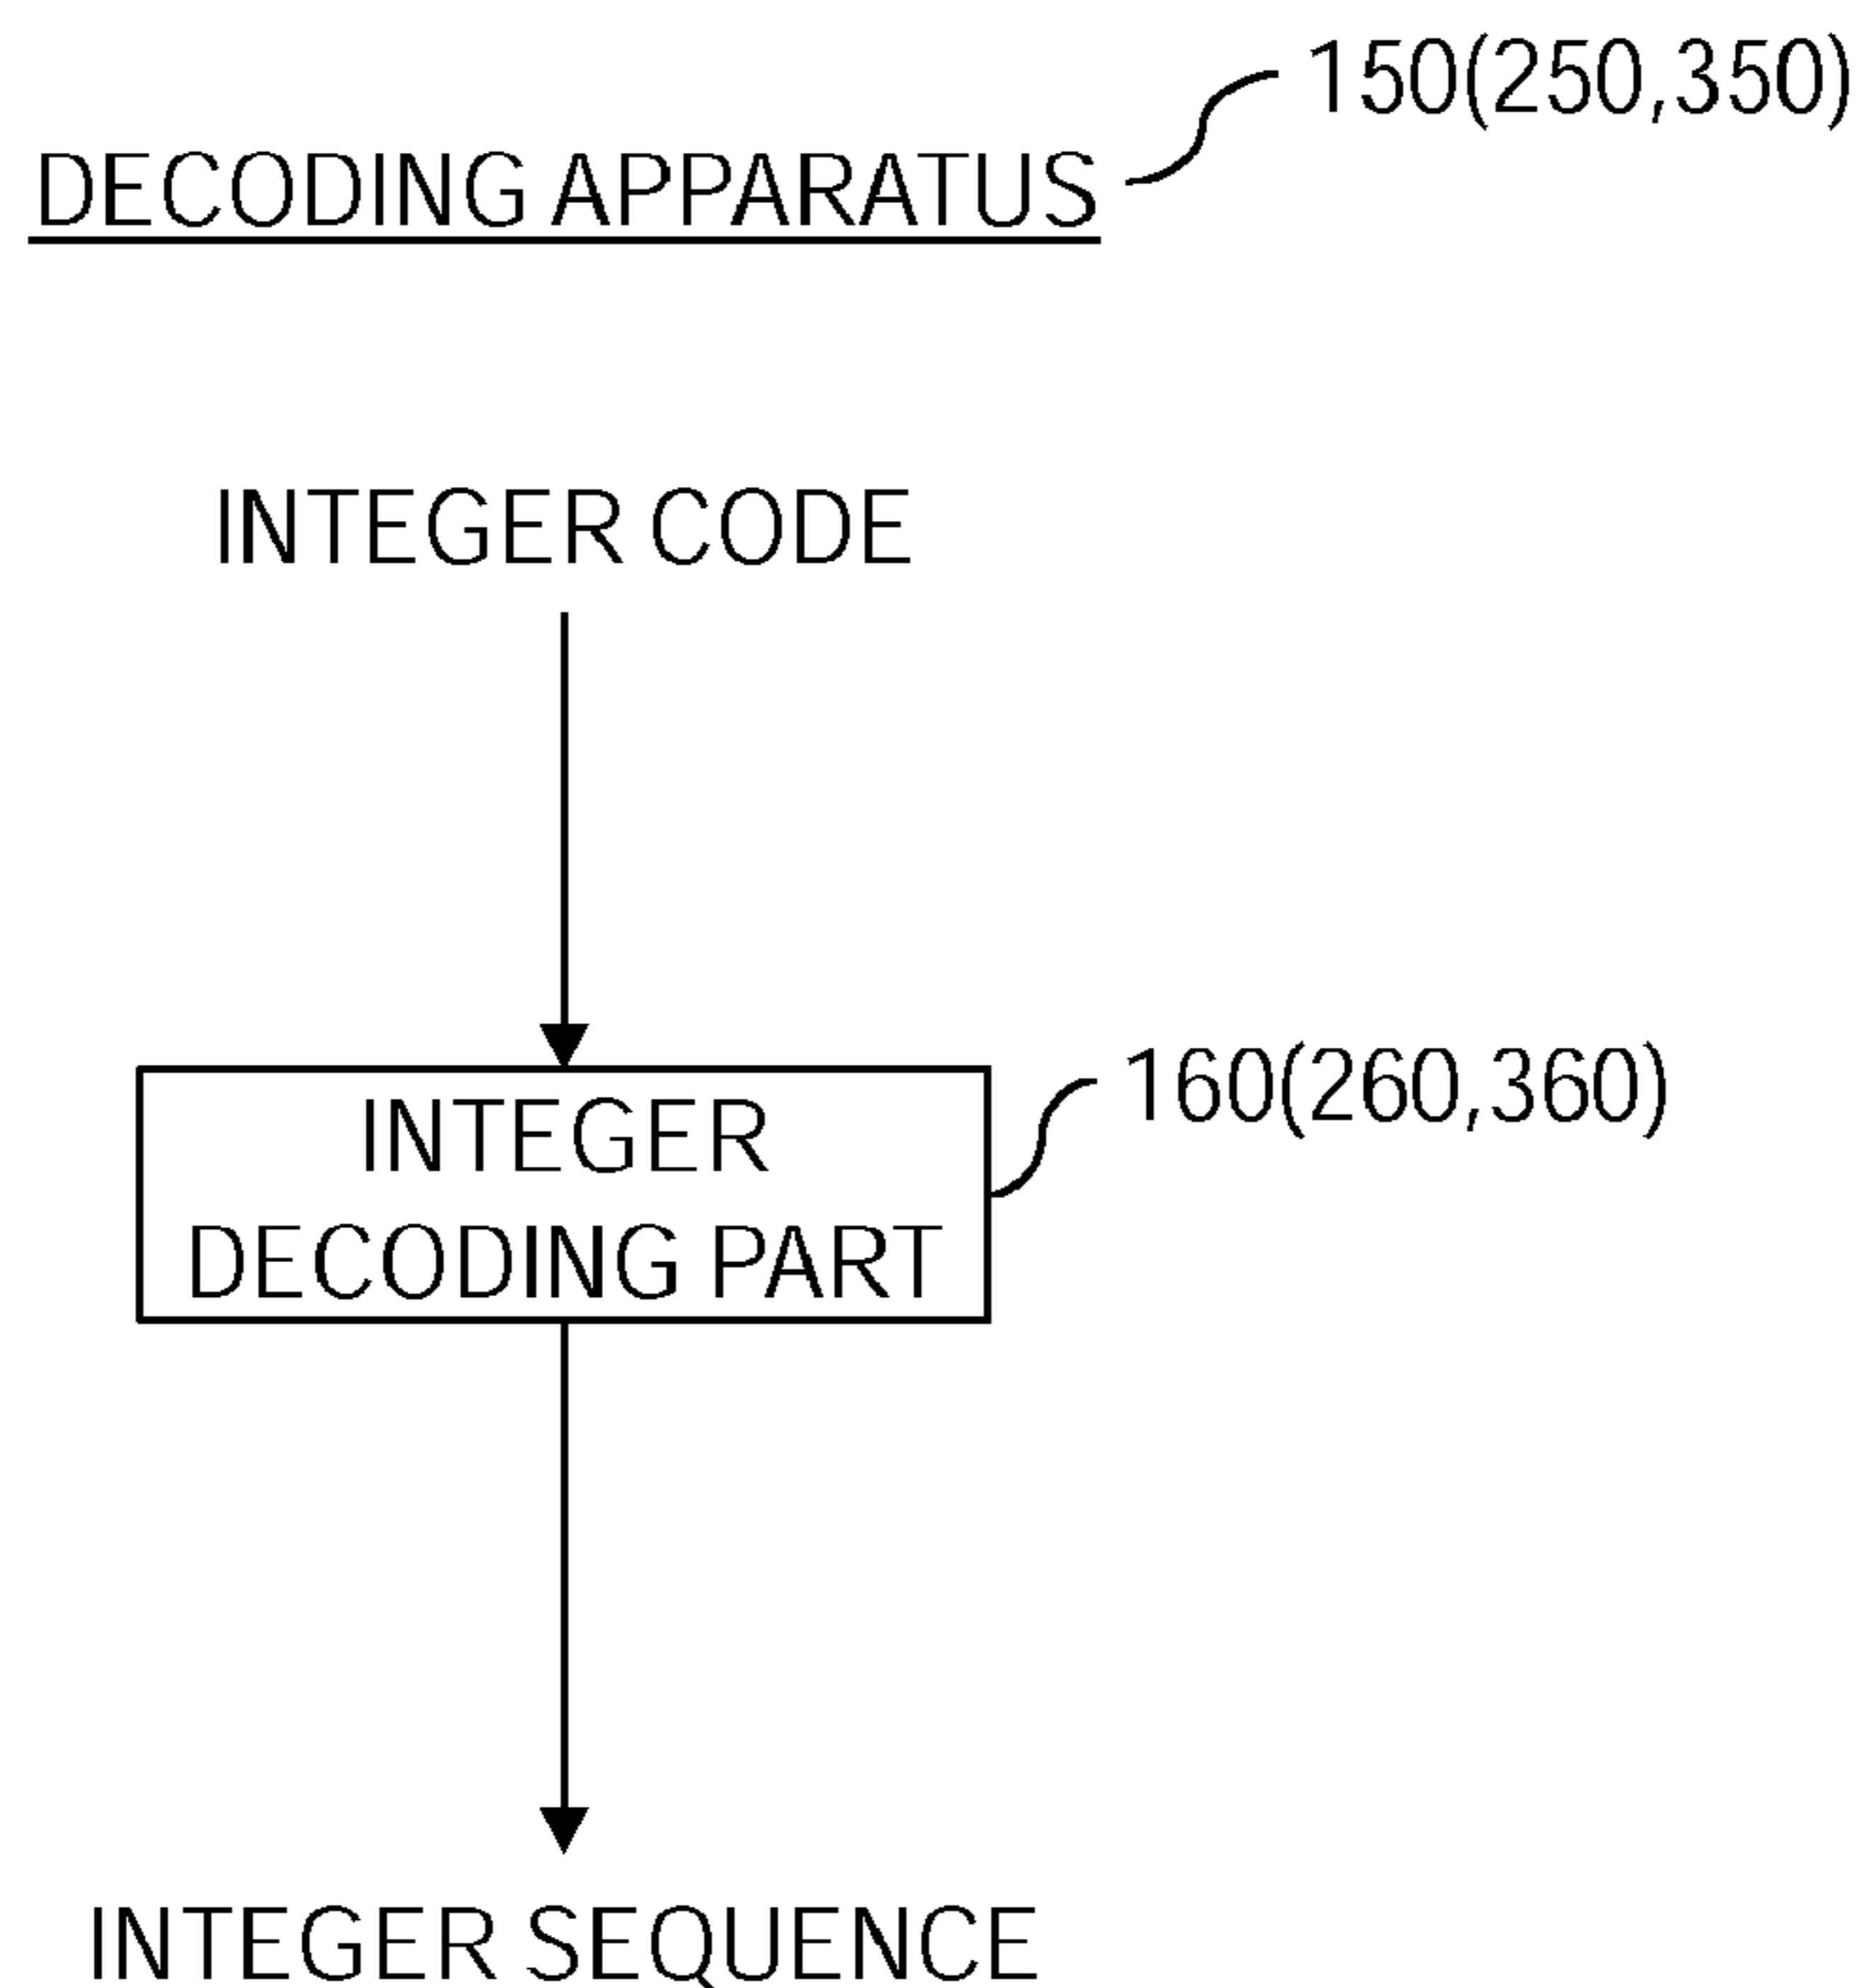 150(250,350)
DECODING APPARATUS
INTEGER CODE
160(260,360)
INTEGER
DECODING PART
INTEGER SEQUENCE